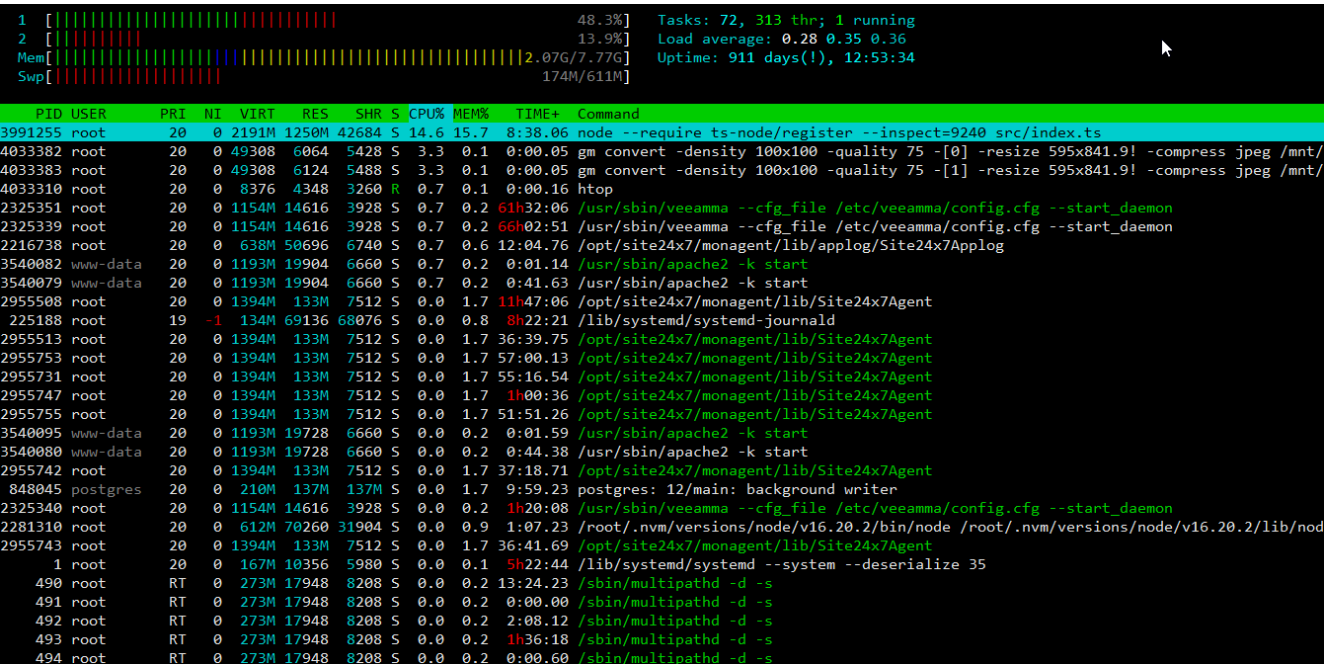 1 [||||||||||||||||||||||||||||||||||| 48.3%] Tasks: 72, 313 thr; 1 running
2 [||||||||||| 13.9%] Load average: 0.28 0.35 0.36
Mem[||||||||||||||||||||||||||||||||||||||||||||||||||||||||||2.07G/7.77G] Uptime: 911 days(!), 12:53:34
Swp[||||||||||||||||||||| 174M/611M]
PID USER PRI NI VIRT RES SHR S CPU% MEM% TIME+ Command
3991255 root 20 0 2191M 1250M 42684 S 14.6 15.7 8:38.06 node --require ts-node/register --inspect=9240 src/index.ts
4033382 root 20 0 49308 6064 5428 S 3.3 0.1 0:00.05 gm convert -density 100x100 -quality 75 -[0] -resize 595x841.9! -compress jpeg /mnt/
4033383 root 20 0 49308 6124 5488 S 3.3 0.1 0:00.05 gm convert -density 100x100 -quality 75 -[1] -resize 595x841.9! -compress jpeg /mnt/
4033310 root 20 0 8376 4348 3260 R 0.7 0.1 0:00.16 htop
2325351 root 20 0 1154M 14616 3928 S 0.7 0.2 61h32:06 /usr/sbin/veeamma --cfg_file /etc/veeamma/config.cfg --start_daemon
2325339 root 20 0 1154M 14616 3928 S 0.7 0.2 66h02:51 /usr/sbin/veeamma --cfg_file /etc/veeamma/config.cfg --start_daemon
2216738 root 20 0 638M 50696 6740 S 0.7 0.6 12:04.76 /opt/site24x7/monagent/lib/applog/Site24x7Applog
3540082 www-data 20 0 1193M 19904 6660 S 0.7 0.2 0:01.14 /usr/sbin/apache2 -k start
3540079 www-data 20 0 1193M 19904 6660 S 0.7 0.2 0:41.63 /usr/sbin/apache2 -k start
2955508 root 20 0 1394M 133M 7512 S 0.0 1.7 11h47:06 /opt/site24x7/monagent/lib/Site24x7Agent
225188 root 19 -1 134M 69136 68076 S 0.0 0.8 8h22:21 /lib/systemd/systemd-journald
2955513 root 20 0 1394M 133M 7512 S 0.0 1.7 36:39.75 /opt/site24x7/monagent/lib/Site24x7Agent
2955753 root 20 0 1394M 133M 7512 S 0.0 1.7 57:00.13 /opt/site24x7/monagent/lib/Site24x7Agent
2955731 root 20 0 1394M 133M 7512 S 0.0 1.7 55:16.54 /opt/site24x7/monagent/lib/Site24x7Agent
2955747 root 20 0 1394M 133M 7512 S 0.0 1.7 1h00:36 /opt/site24x7/monagent/lib/Site24x7Agent
2955755 root 20 0 1394M 133M 7512 S 0.0 1.7 51:51.26 /opt/site24x7/monagent/lib/Site24x7Agent
3540095 www-data 20 0 1193M 19728 6660 S 0.0 0.2 0:01.59 /usr/sbin/apache2 -k start
3540080 www-data 20 0 1193M 19728 6660 S 0.0 0.2 0:44.38 /usr/sbin/apache2 -k start
2955742 root 20 0 1394M 133M 7512 S 0.0 1.7 37:18.71 /opt/site24x7/monagent/lib/Site24x7Agent
848045 postgres 20 0 210M 137M 137M S 0.0 1.7 9:59.23 postgres: 12/main: background writer
2325340 root 20 0 1154M 14616 3928 S 0.0 0.2 1h20:08 /usr/sbin/veeamma --cfg_file /etc/veeamma/config.cfg --start_daemon
2281310 root 20 0 612M 70260 31904 S 0.0 0.9 1:07.23 /root/.nvm/versions/node/v16.20.2/bin/node /root/.nvm/versions/node/v16.20.2/lib/nod
2955743 root 20 0 1394M 133M 7512 S 0.0 1.7 36:41.69 /opt/site24x7/monagent/lib/Site24x7Agent
1 root 20 0 167M 10356 5980 S 0.0 0.1 5h22:44 /lib/systemd/systemd --system --deserialize 35
490 root RT 0 273M 17948 8208 S 0.0 0.2 13:24.23 /sbin/multipathd -d -s
491 root RT 0 273M 17948 8208 S 0.0 0.2 0:00.00 /sbin/multipathd -d -s
492 root RT 0 273M 17948 8208 S 0.0 0.2 2:08.12 /sbin/multipathd -d -s
493 root RT 0 273M 17948 8208 S 0.0 0.2 1h36:18 /sbin/multipathd -d -s
494 root RT 0 273M 17948 8208 S 0.0 0.2 0:00.60 /sbin/multipathd -d -s